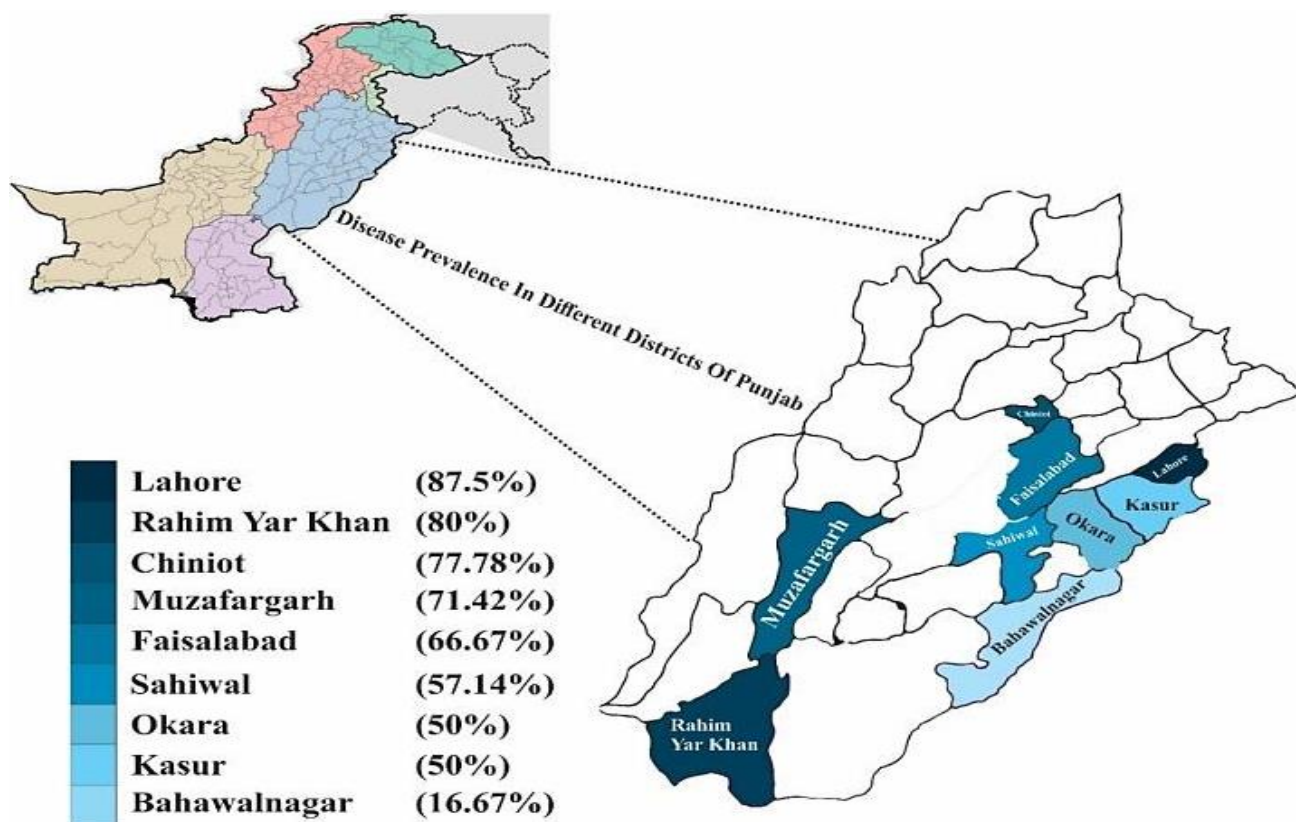 Disease Prevalence In Different Districts Of Punjab
Chiniot
Faisalabad
Lahore
Kasur
Okara
Sahiwal
Muzafargarh
Bahawalnagar
Rahim
Yar Khan
Lahore (87.5%)
Rahim Yar Khan (80%)
Chiniot (77.78%)
Muzafargarh (71.42%)
Faisalabad (66.67%)
Sahiwal (57.14%)
Okara (50%)
Kasur (50%)
Bahawalnagar (16.67%)